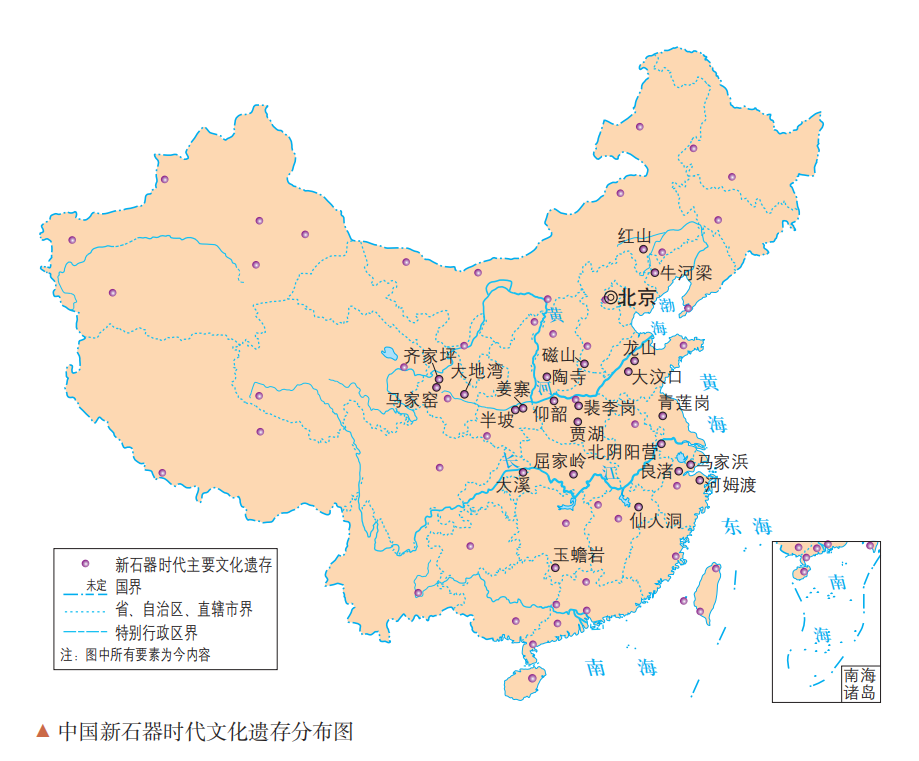 红山
牛河梁
北京
渤
海
黄
河
齐家坪
大地湾
马家窑
磁山
陶寺
龙山
大汶口
黄
海
姜寨
半坡
仰韶
裴李岗
贾湖
青莲岗
北阴阳营
长
江
屈家岭
大溪
良渚
马家浜
河姆渡
仙人洞
东海
玉蟾岩
南海
新石器时代主要文化遗存
未定
国界
省、自治区、直辖市界
特别行政区界
注：图中所有要素为今内容
南
海
南海
诸岛
▲ 中国新石器时代文化遗存分布图